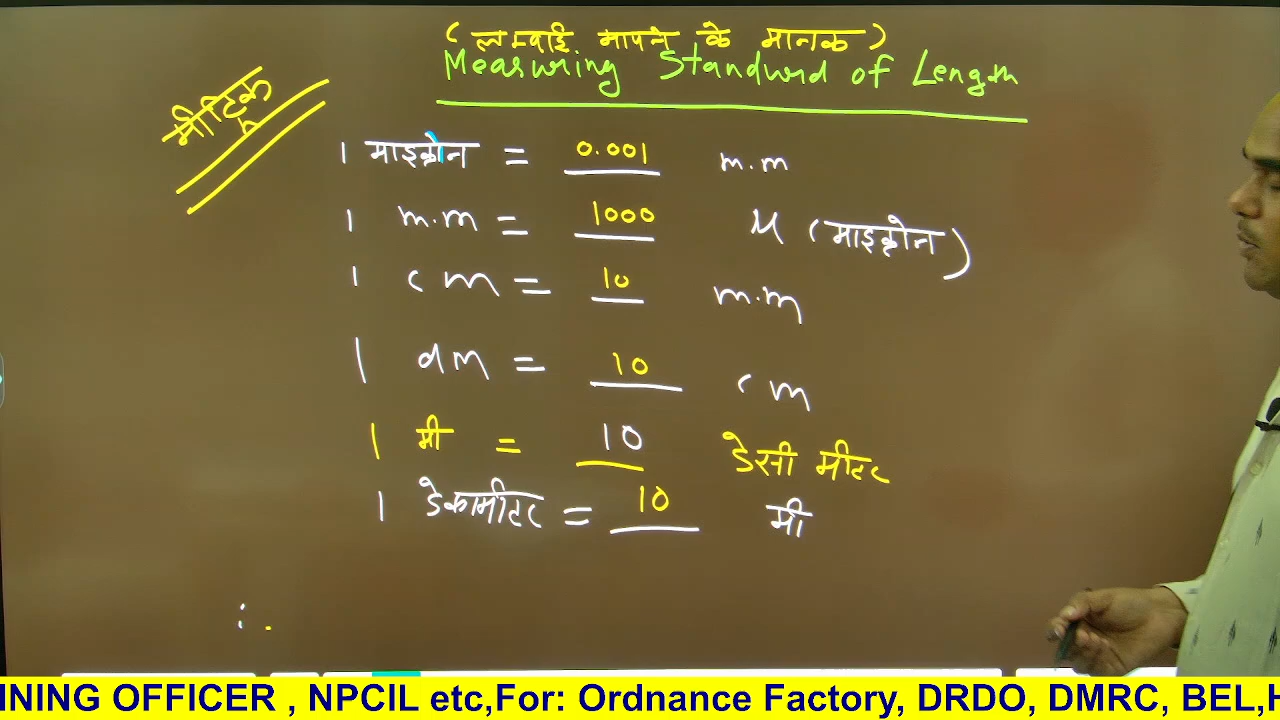 (लम्बाई मापने के मानक)
Measuring Standard of Length
मीट्रिक
1 माइक्रोन = 0.001 m.m
1 m.m = 1000 μ (माइक्रोन)
1 cm = 10 m.m
1 dm = 10 cm
1 मी = 10 डेसी मीटर
1 डेकामीटर = 10 मी
INING OFFICER , NPCIL etc,For: Ordnance Factory, DRDO, DMRC, BEL,H